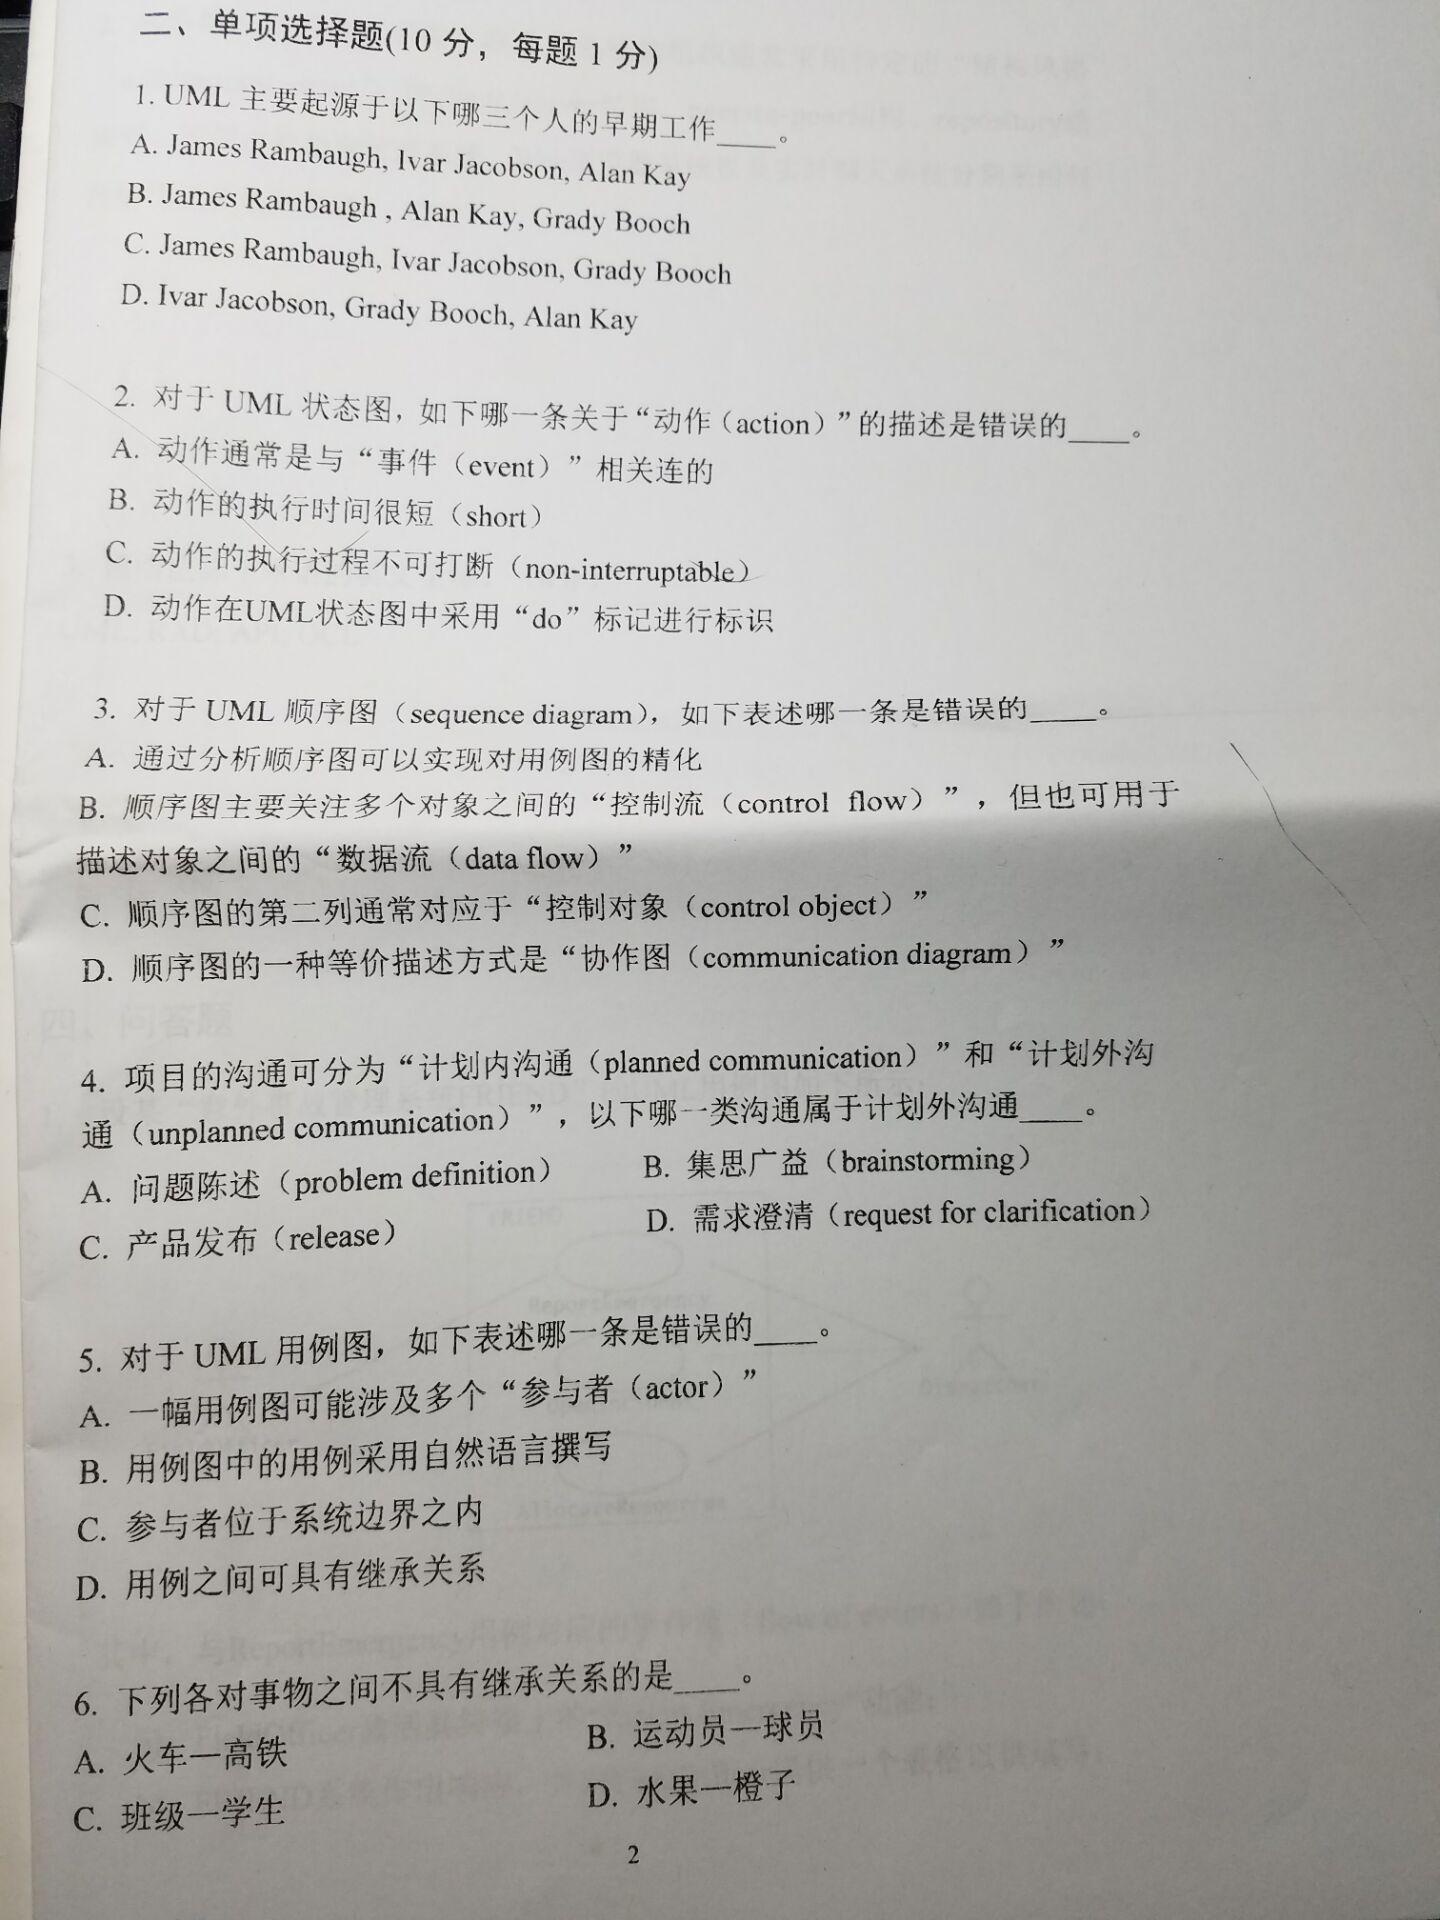 二、单项选择题(10 分，每题 1 分)
1. UML 主要起源于以下哪三个人的早期工作____。
A. James Rambaugh, Ivar Jacobson, Alan Kay
B. James Rambaugh , Alan Kay, Grady Booch
C. James Rambaugh, Ivar Jacobson, Grady Booch
D. Ivar Jacobson, Grady Booch, Alan Kay
2. 对于 UML 状态图，如下哪一条关于“动作（action）”的描述是错误的____。
A. 动作通常是与“事件（event）”相关连的
B. 动作的执行时间很短（short）
C. 动作的执行过程不可打断（non-interruptable）
D. 动作在UML状态图中采用“do”标记进行标识
3. 对于 UML 顺序图（sequence diagram），如下表述哪一条是错误的____。
A. 通过分析顺序图可以实现对用例图的精化
B. 顺序图主要关注多个对象之间的“控制流（control flow）”，但也可用于
描述对象之间的“数据流（data flow）”
C. 顺序图的第二列通常对应于“控制对象（control object）”
D. 顺序图的一种等价描述方式是“协作图（communication diagram）”
4. 项目的沟通可分为“计划内沟通（planned communication）”和“计划外沟
通（unplanned communication）”，以下哪一类沟通属于计划外沟通____。
A. 问题陈述（problem definition） B. 集思广益（brainstorming）
C. 产品发布（release） D. 需求澄清（request for clarification）
5. 对于 UML 用例图，如下表述哪一条是错误的____。
A. 一幅用例图可能涉及多个“参与者（actor）”
B. 用例图中的用例采用自然语言撰写
C. 参与者位于系统边界之内
D. 用例之间可具有继承关系
6. 下列各对事物之间不具有继承关系的是____。
A. 火车—高铁 B. 运动员—球员
C. 班级—学生 D. 水果—橙子
2